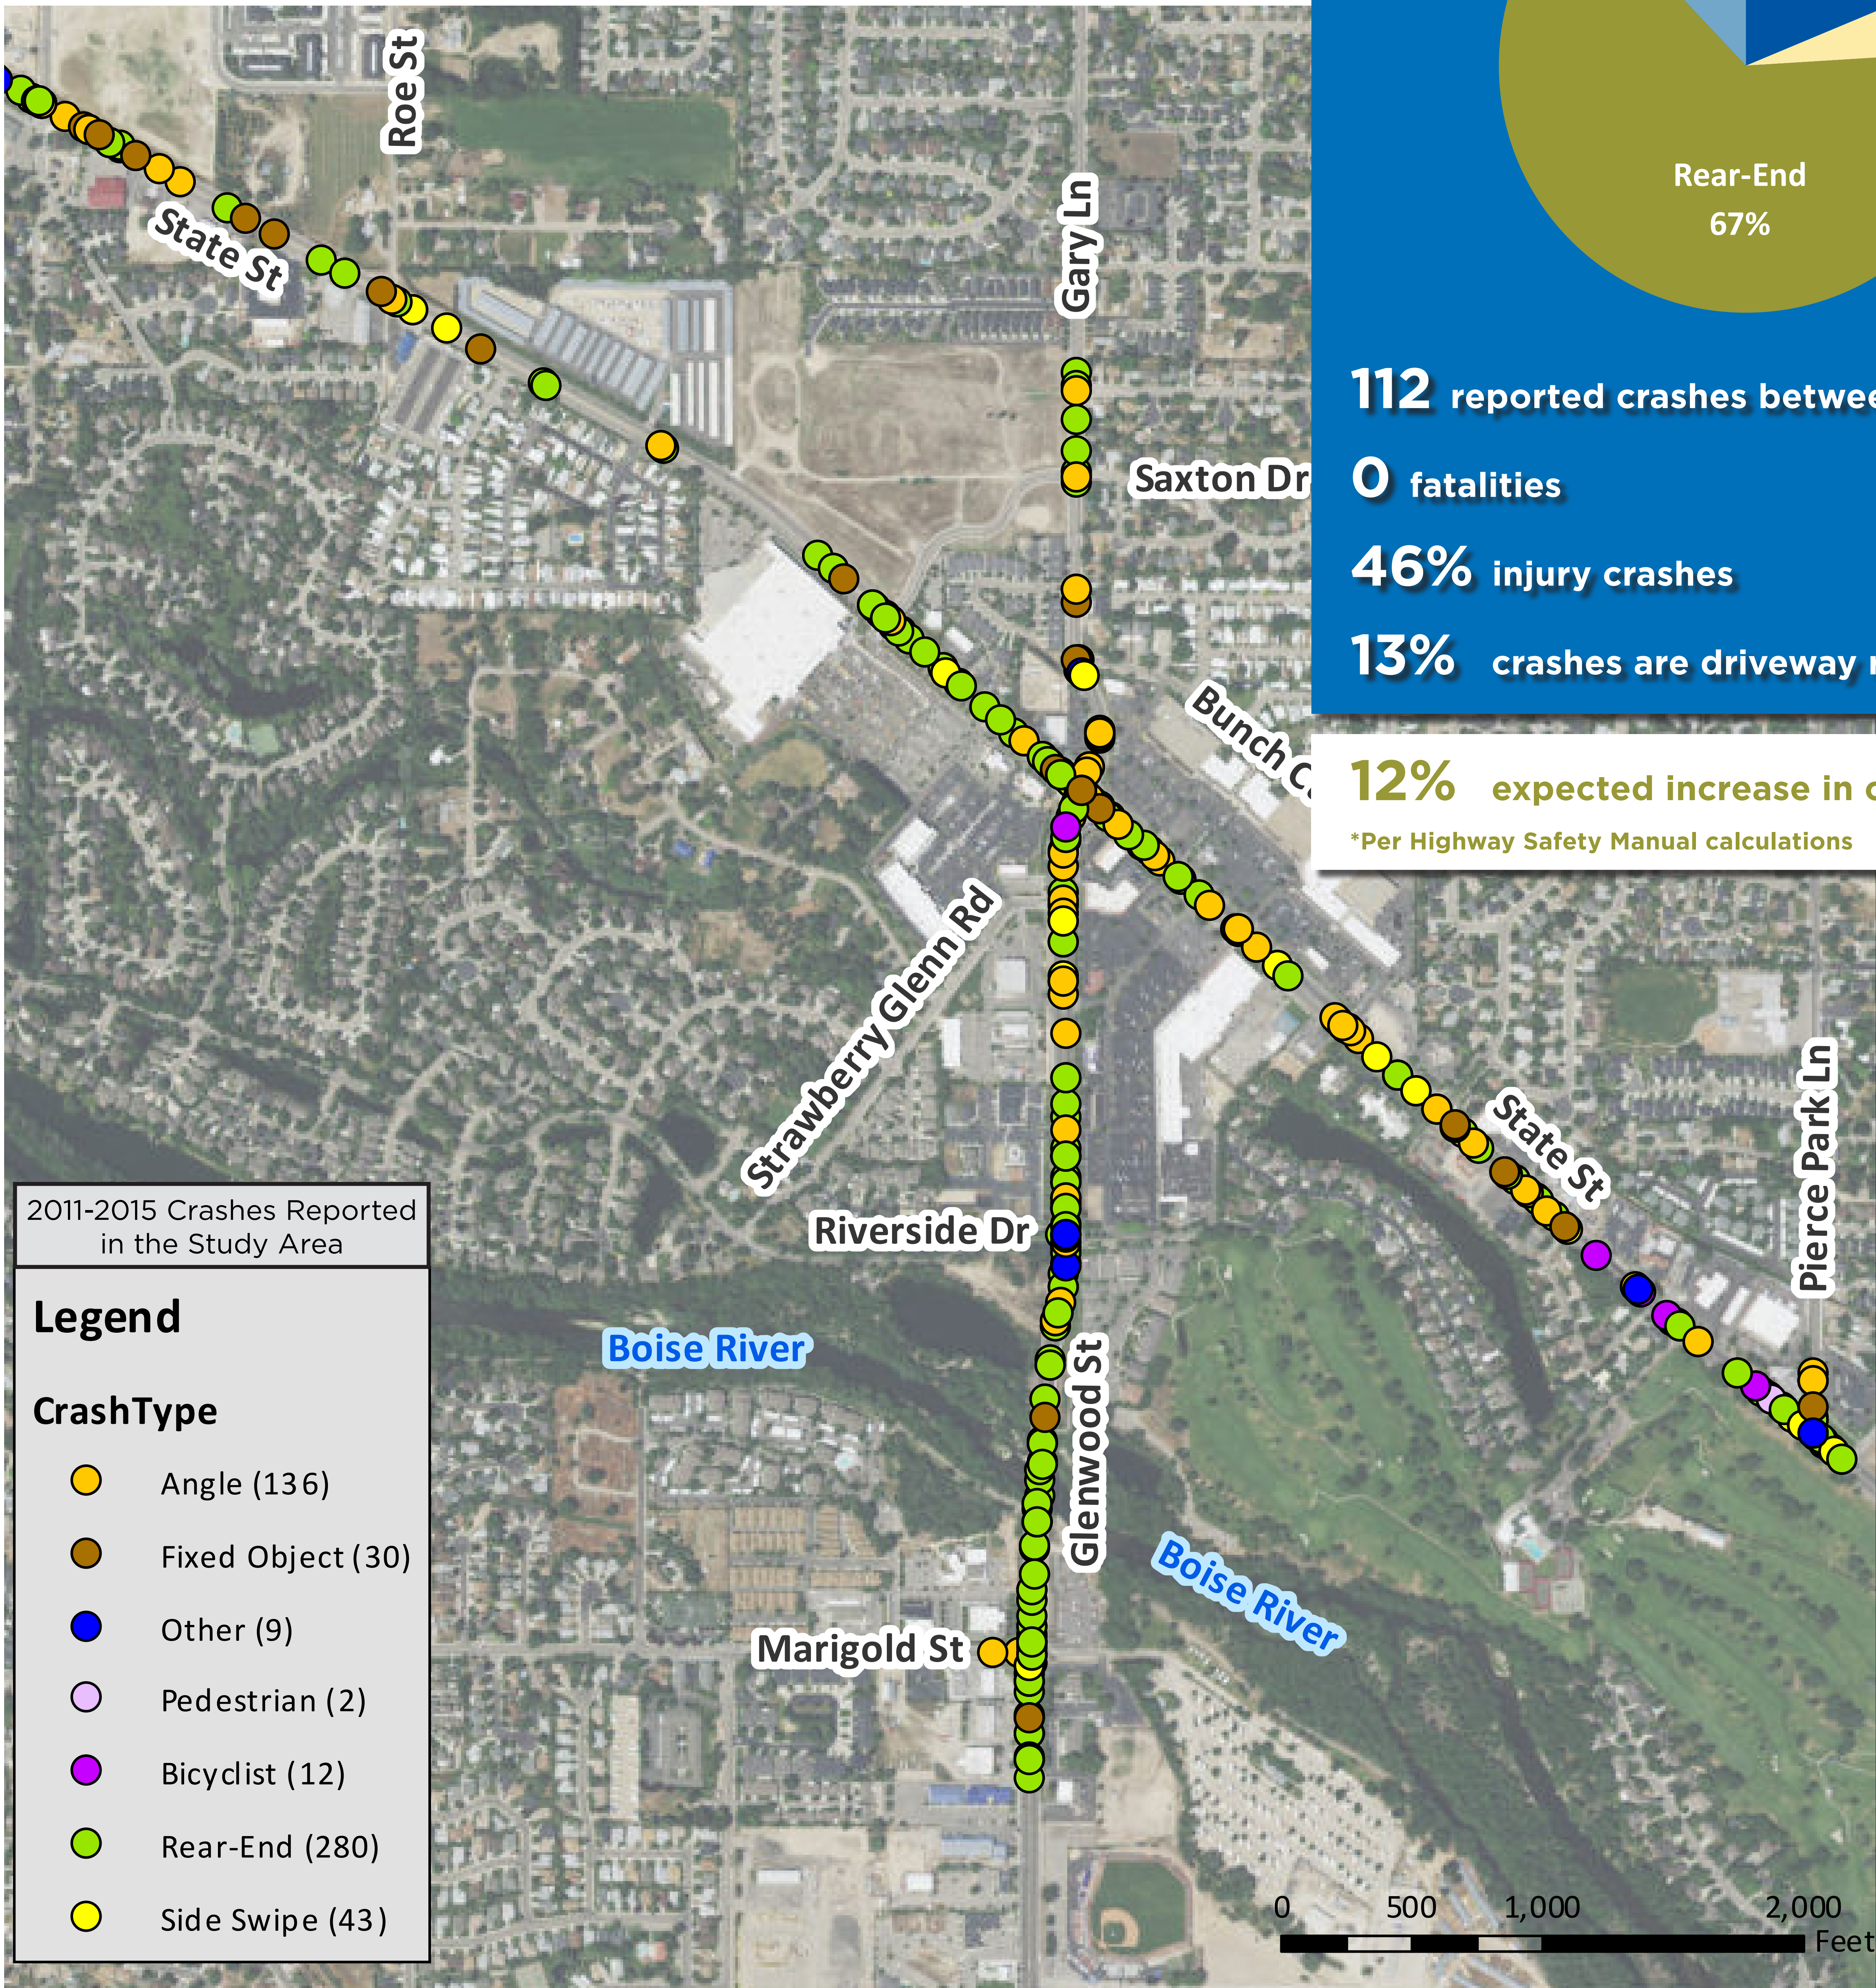 Roe St
State St
Gary Ln
Saxton Dr
Bunch
Strawberry Glenn Rd
State St
Pierce Park Ln
Riverside Dr
Boise River
Glenwood St
Boise River
Marigold St
Rear-End
67%
112 reported crashes
0 fatalities
46% injury crashes
13% crashes are driveway
12% expected increase in
*Per Highway Safety Manual calculations
2011-2015 Crashes Reported
in the Study Area
Legend
CrashType
Angle (136)
Fixed Object (30)
Other (9)
Pedestrian (2)
Bicyclist (12)
Rear-End (280)
Side Swipe (43)
0 500 1,000 2,000
Feet